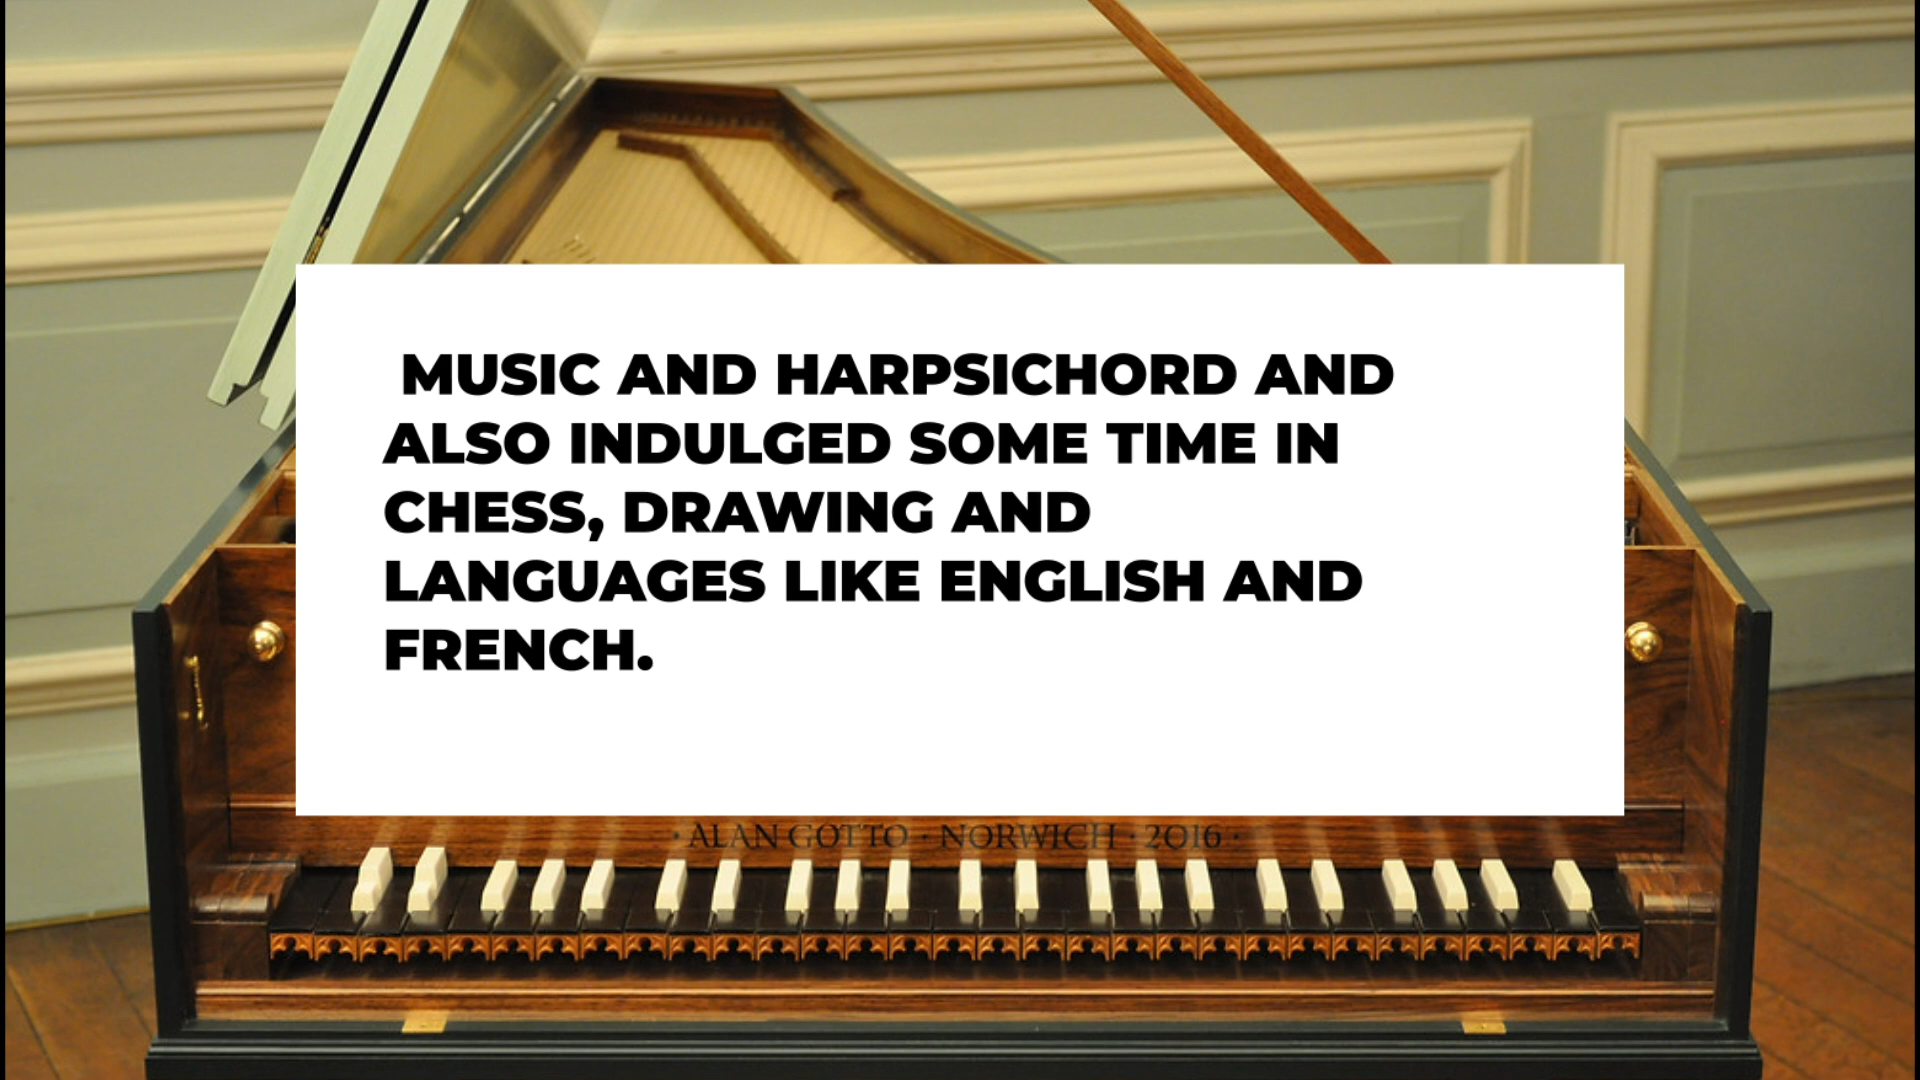 MUSIC AND HARPSICHORD AND
ALSO INDULGED SOME TIME IN
CHESS, DRAWING AND
LANGUAGES LIKE ENGLISH AND
FRENCH.
· ALAN GOTTO · NORWICH · 2016 ·